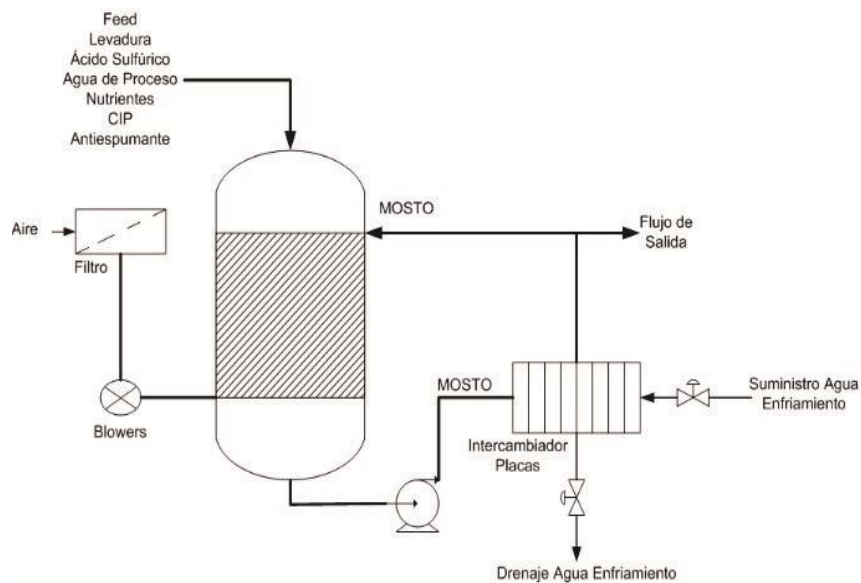 Feed
Levadura
Ácido Sulfúrico
Agua de Proceso
Nutrientes
CIP
Antiespumante
MOSTO
Aire
Flujo de
Salida
Filtro
MOSTO
Suministro Agua
Enfriamiento
Blowers
Intercambiador
Placas
Drenaje Agua Enfriamiento